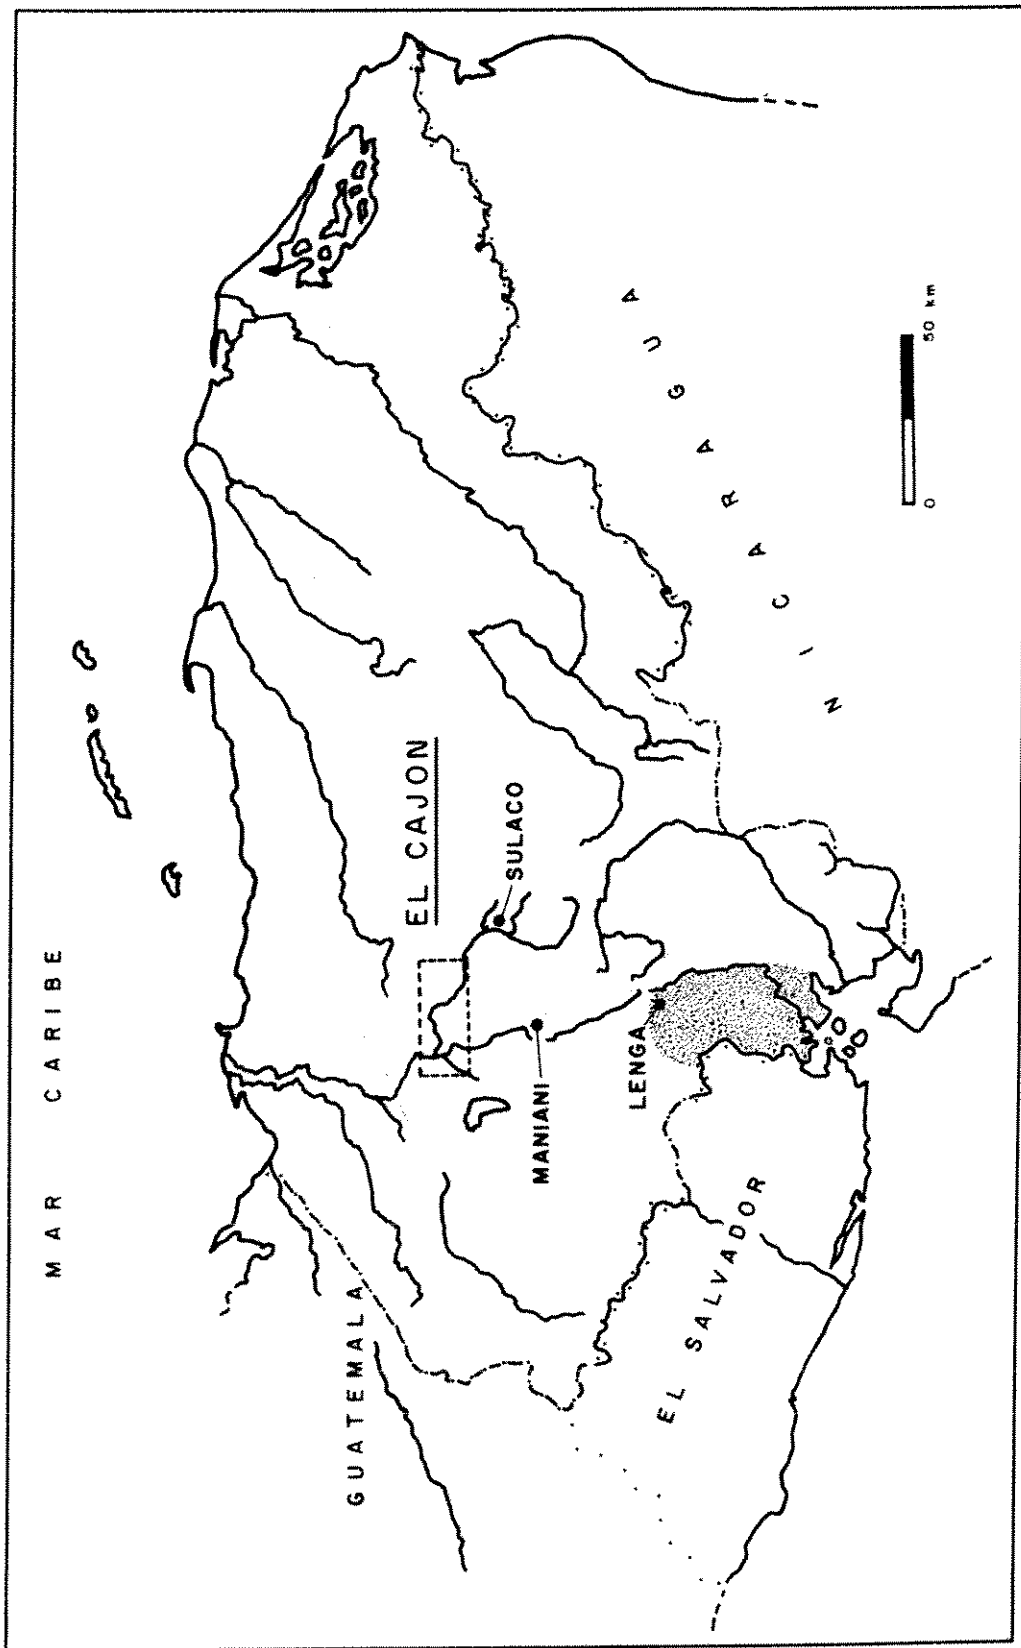 MAR CARIBE
GUATEMALA
EL CAJON
SULACO
MANIANI
LENGA
EL SALVADOR
NICARAGUA
0 50 km